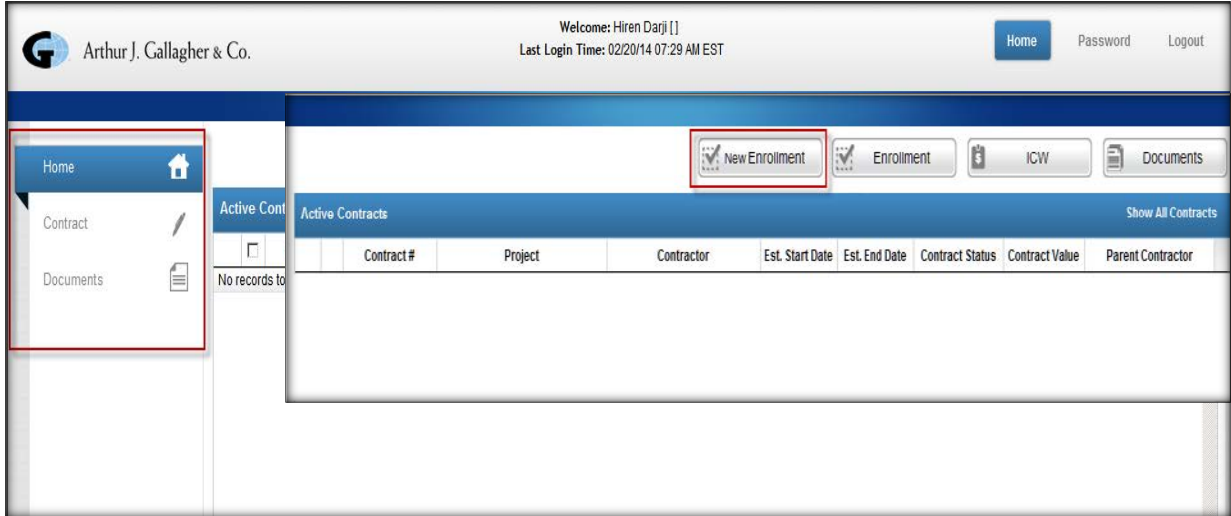 Welcome: Hiren Darji [ ]
Arthur J. Gallagher & Co.
Last Login Time: 02/20/14 07:29 AM EST
Home Password Logout
New Enrollment Enrollment ICW Documents
Home
Contract
Documents
Active Cont
No records to
Active Contracts Show All Contracts
Contract # Project Contractor Est. Start Date Est. End Date Contract Status Contract Value Parent Contractor